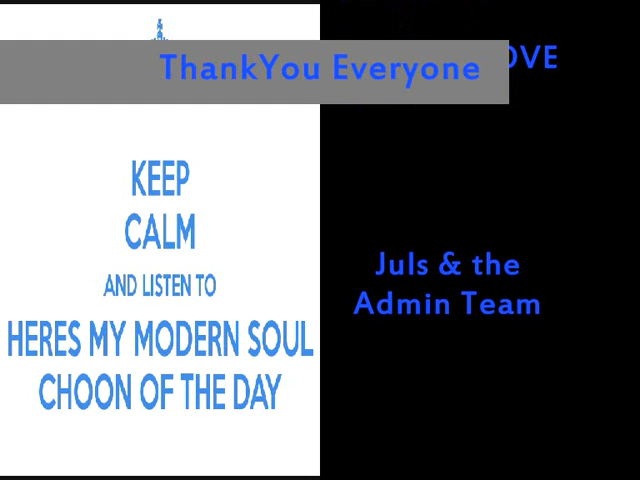 ThankYou Everyone
KEEP
CALM
AND LISTEN TO
HERES MY MODERN SOUL
CHOON OF THE DAY
Juls & the
Admin Team